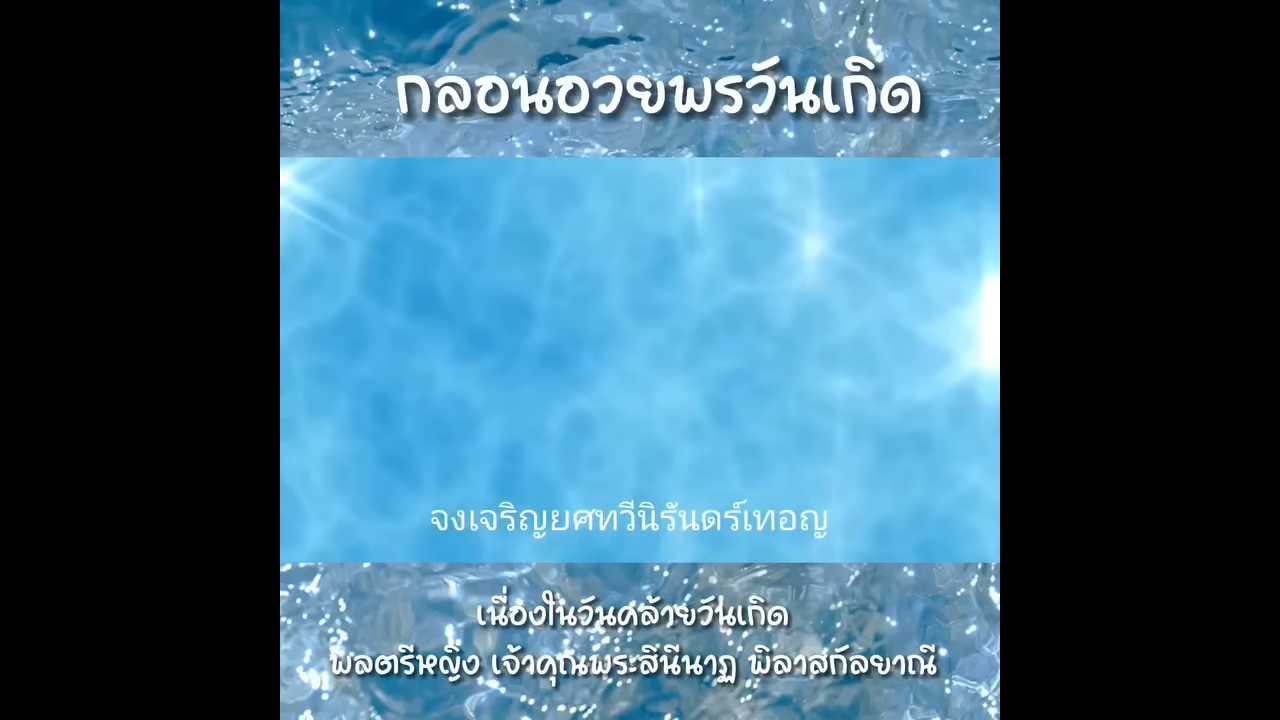 กลอนอวยพรวันเกิด
จงเจริญยศทวีนิรันดร์เทอญ
เนื่องในวันคล้ายวันเกิด
พลตรีหญิง เจ้าคุณพระสินีนาฏ พิลาสกัลยาณี